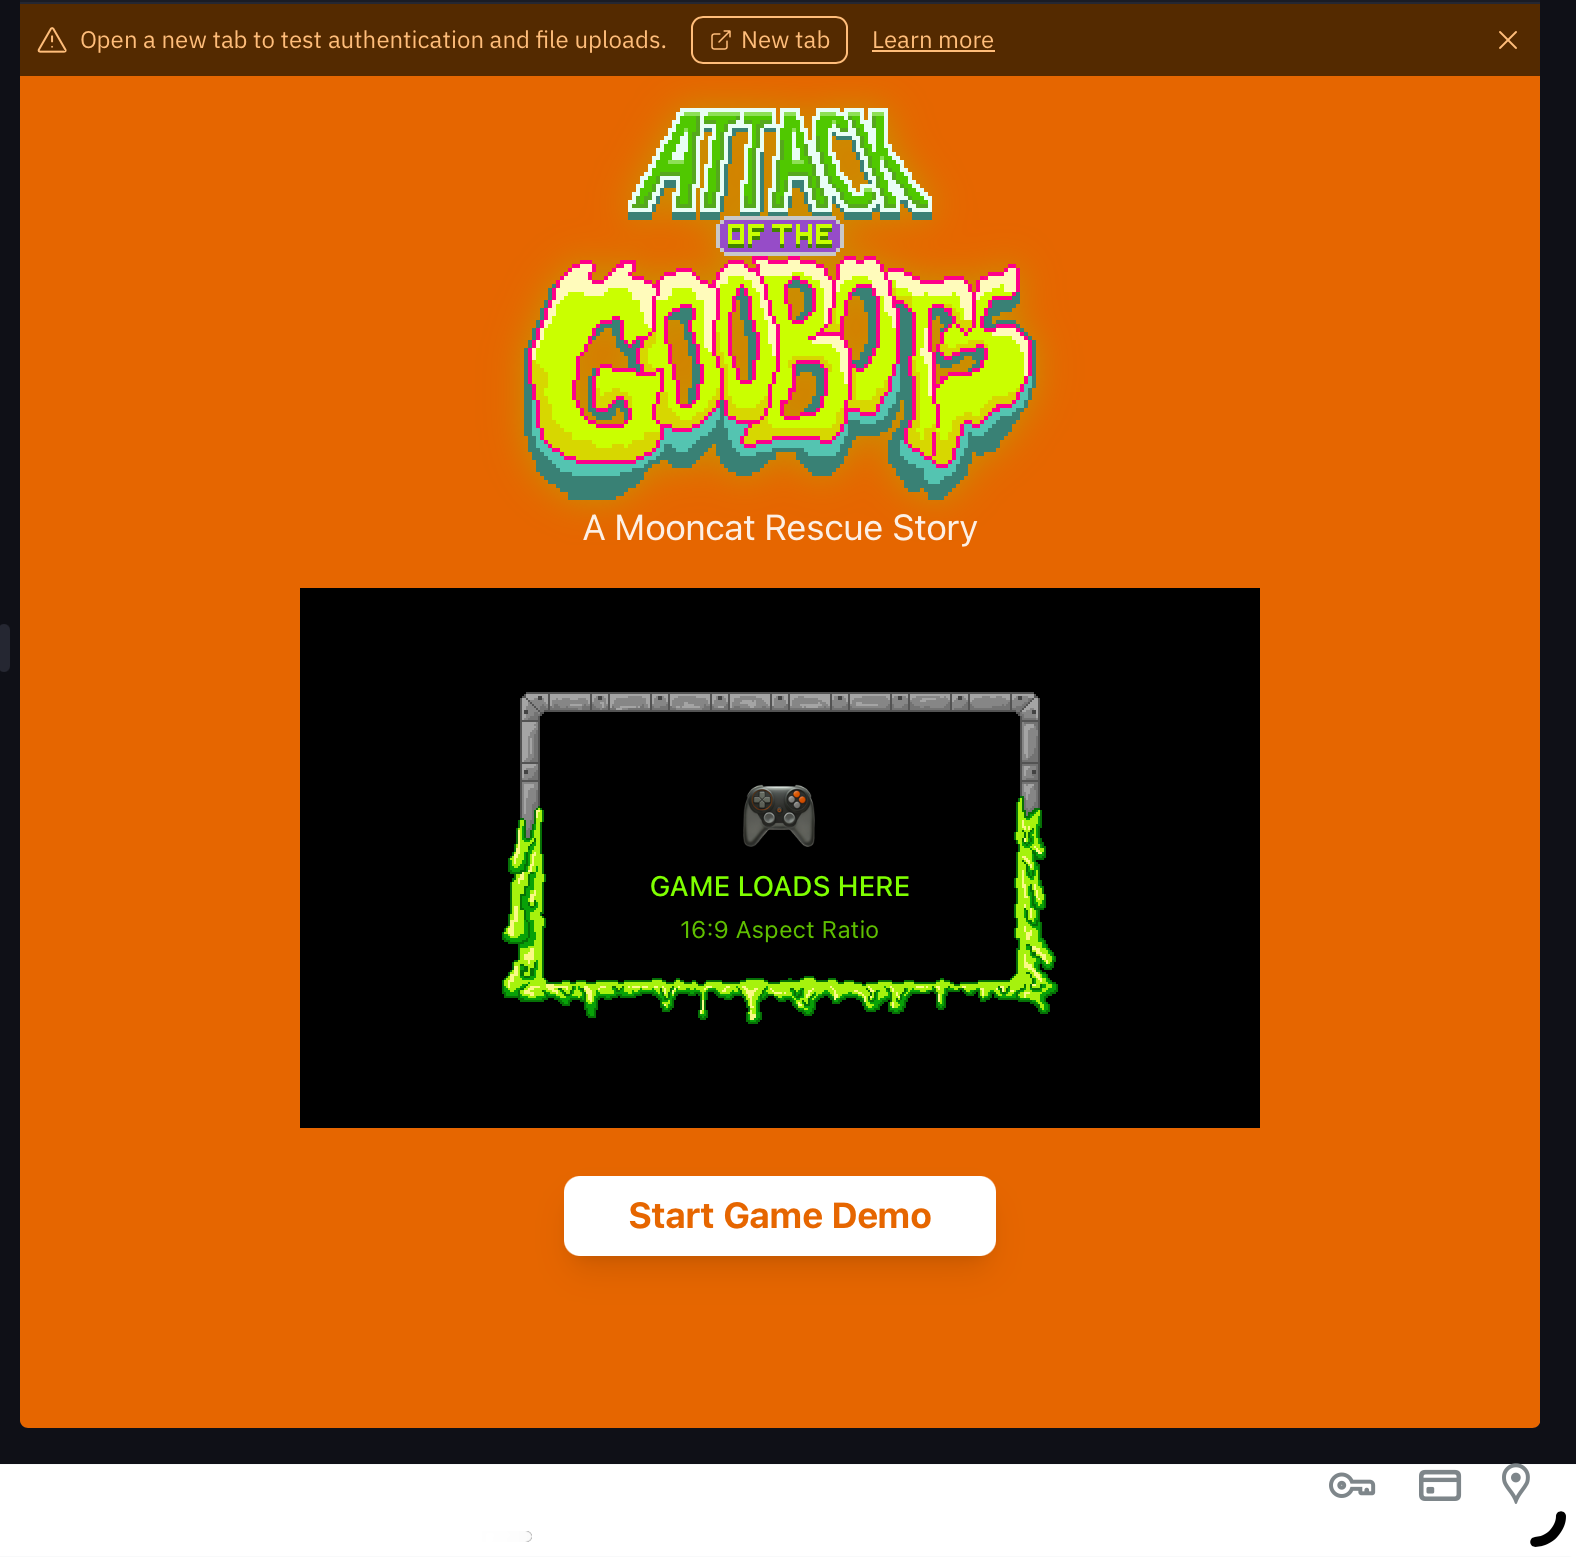 Open a new tab to test authentication and file uploads. New tab Learn more
ATTACK
OF THE
GOOBOTS
A Mooncat Rescue Story
GAME LOADS HERE
16:9 Aspect Ratio
Start Game Demo